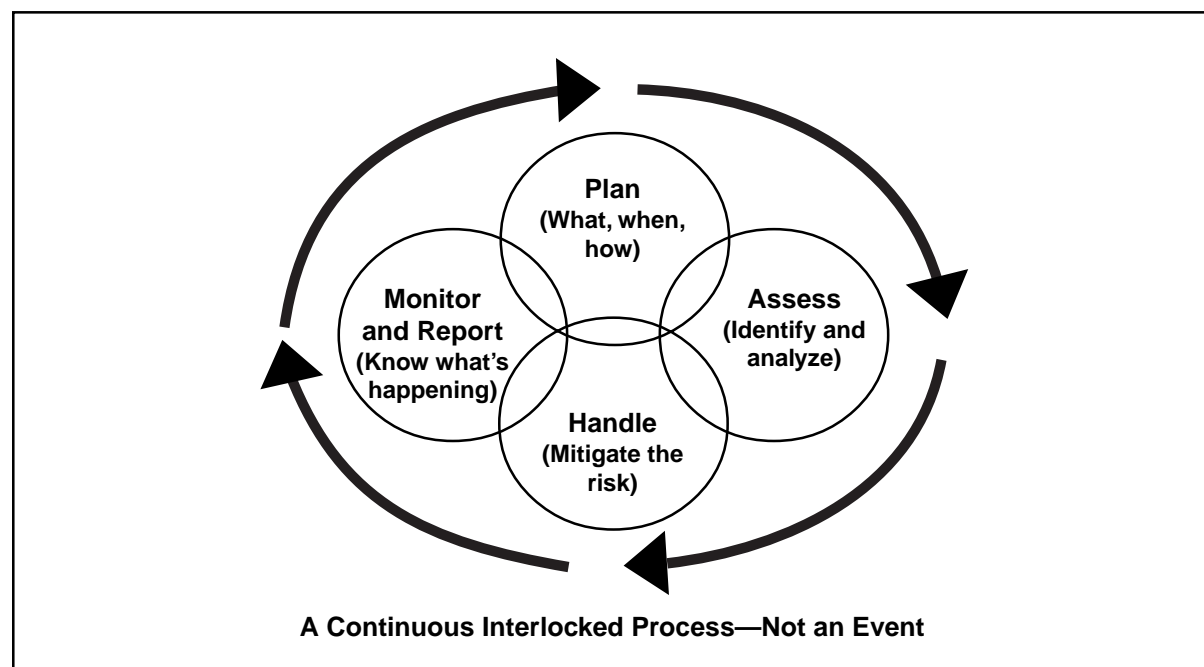 Plan
(What, when,
how)
Monitor
and Report
(Know what’s
happening)
Assess
(Identify and
analyze)
Handle
(Mitigate the
risk)
A Continuous Interlocked Process—Not an Event